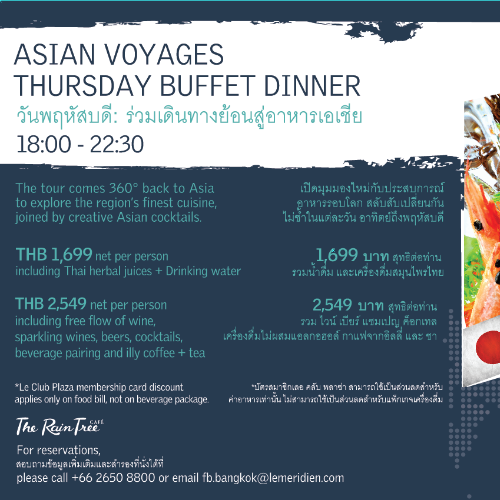 ASIAN VOYAGES
THURSDAY BUFFET DINNER
วันพฤหัสบดี: ร่วมเดินทางย้อนสู่อาหารเอเชีย
18:00 - 22:30
The tour comes 360° back to Asia
to explore the region's finest cuisine,
joined by creative Asian cocktails.
เปิดมุมมองใหม่กับประสบการณ์
อาหารรอบโลก สลับสับเปลี่ยนกัน
ไม่ซ้ำในแต่ละวัน อาทิตย์ถึงพฤหัสบดี
THB 1,699 net per person
including Thai herbal juices + Drinking water
1,699 บาท สุทธิต่อท่าน
รวมน้ำดื่ม และเครื่องดื่มสมุนไพรไทย
THB 2,549 net per person
including free flow of wine,
sparkling wines, beers, cocktails,
beverage pairing and illy coffee + tea
2,549 บาท สุทธิต่อท่าน
รวม ไวน์ เบียร์ แชมเปญ ค็อกเทล
เครื่องดื่มไม่ผสมแอลกอฮอล์ กาแฟจากอิลลี่ และ ชา
*Le Club Plaza membership card discount
applies only on food bill, not on beverage package.
*บัตรสมาชิกเลอ คลับ พลาซ่า สามารถใช้เป็นส่วนลดสำหรับ
ค่าอาหารเท่านั้น ไม่สามารถใช้เป็นส่วนลดแพ็กเกจเครื่องดื่ม
The Rain Tree CAFÉ
For reservations,
สอบถามข้อมูลเพิ่มเติมและสำรองที่นั่งได้ที่
please call +66 2650 8800 or email fb.bangkok@lemeridien.com